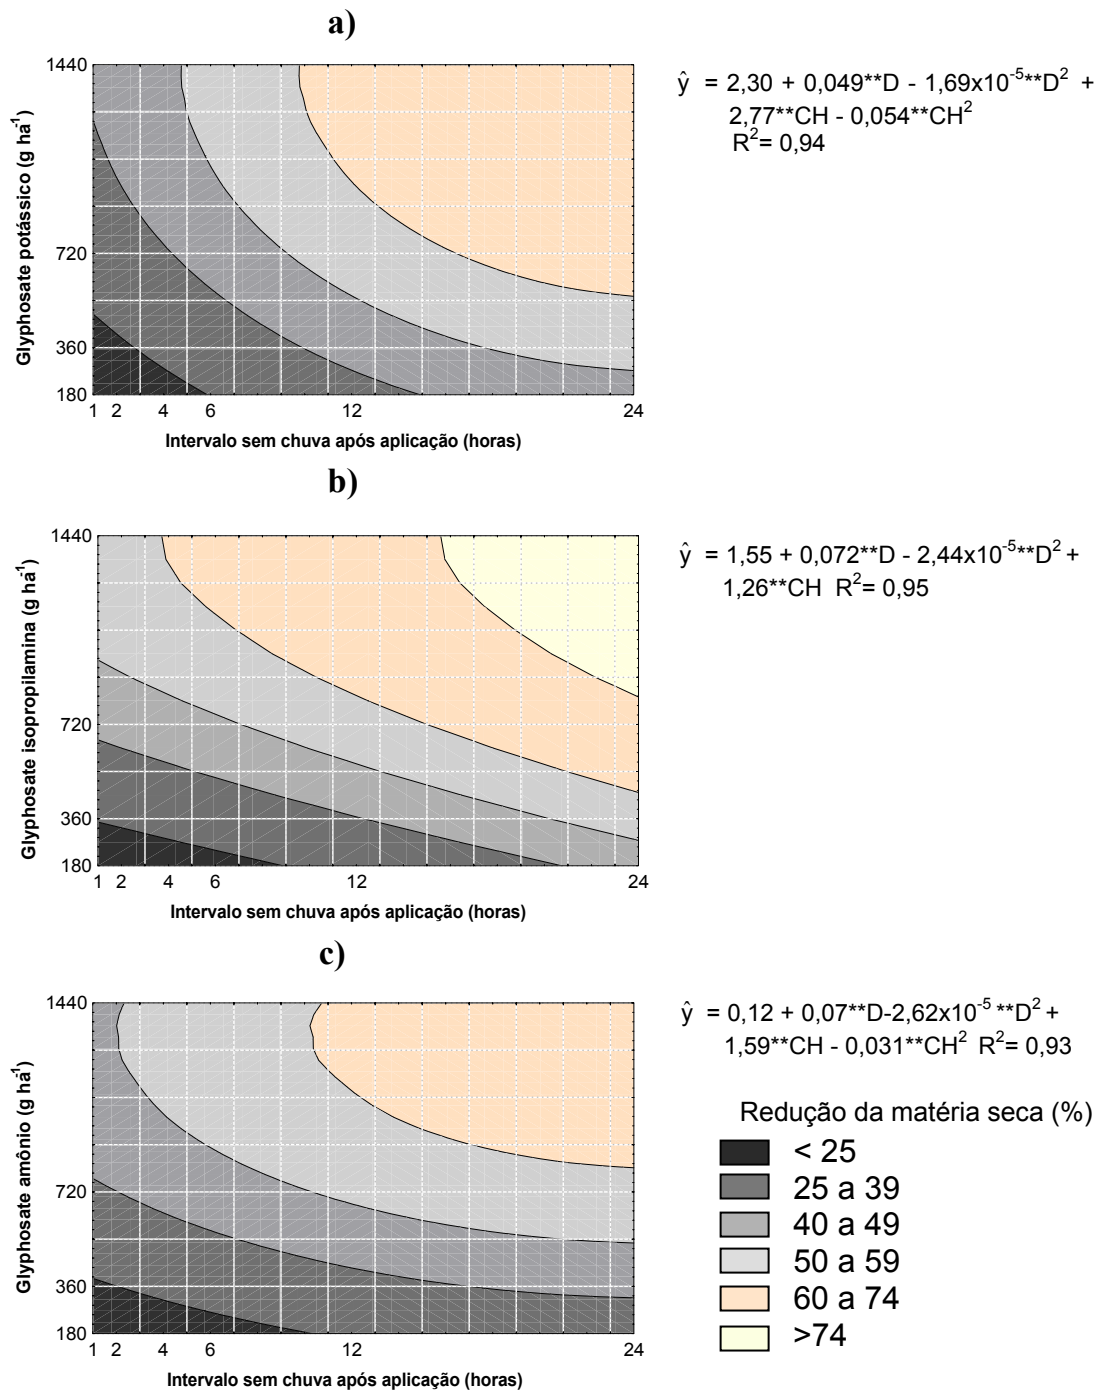 a)
1440
720
360
180
Glyphosate potássico (g há⁻¹)
1 2 4 6 12 24
Intervalo sem chuva após aplicação (horas)
ŷ = 2,30 + 0,049**D - 1,69x10⁻⁵**D² +
2,77**CH - 0,054**CH²
R²= 0,94
b)
1440
720
360
180
Glyphosate isopropilamina (g há⁻¹)
1 2 4 6 12 24
Intervalo sem chuva após aplicação (horas)
ŷ = 1,55 + 0,072**D - 2,44x10⁻⁵**D² +
1,26**CH R²= 0,95
c)
1440
720
360
180
Glyphosate amônio (g há⁻¹)
1 2 4 6 12 24
Intervalo sem chuva após aplicação (horas)
ŷ = 0,12 + 0,07**D-2,62x10⁻⁵ **D² +
1,59**CH - 0,031**CH² R²= 0,93
Redução da matéria seca (%)
< 25
25 a 39
40 a 49
50 a 59
60 a 74
>74